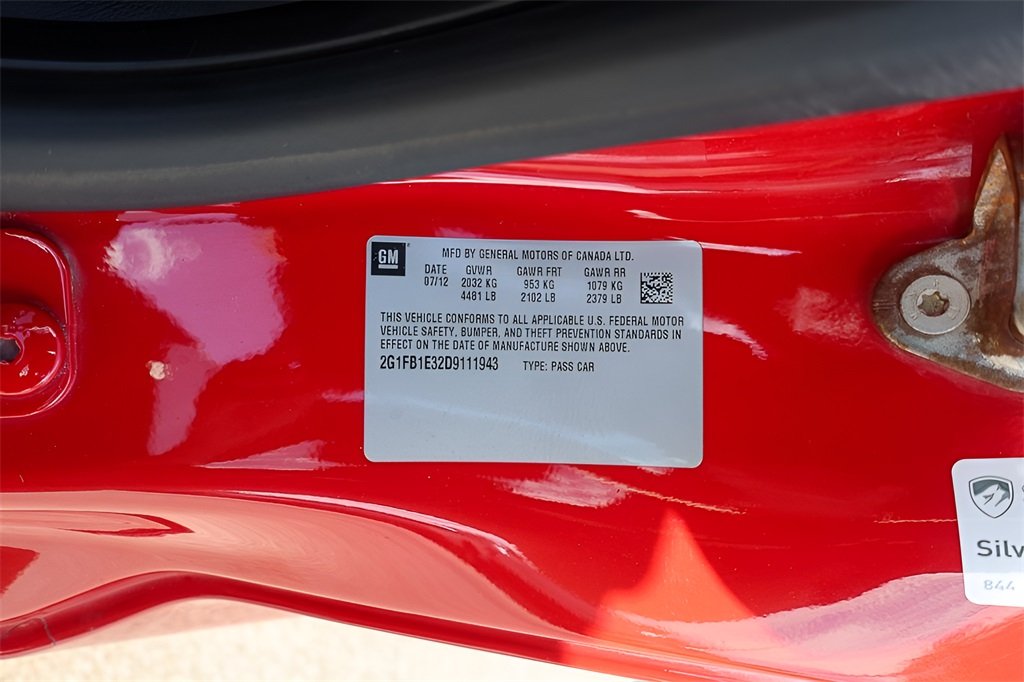 GM
MFD BY GENERAL MOTORS OF CANADA LTD.
DATE GVWR GAWR FRT GAWR RR
07/12 2032 KG 953 KG 1079 KG
4481 LB 2102 LB 2379 LB
THIS VEHICLE CONFORMS TO ALL APPLICABLE U.S. FEDERAL MOTOR
VEHICLE SAFETY, BUMPER, AND THEFT PREVENTION STANDARDS IN
EFFECT ON THE DATE OF MANUFACTURE SHOWN ABOVE.
2G1FB1E32D9111943 TYPE: PASS CAR
Silv
844